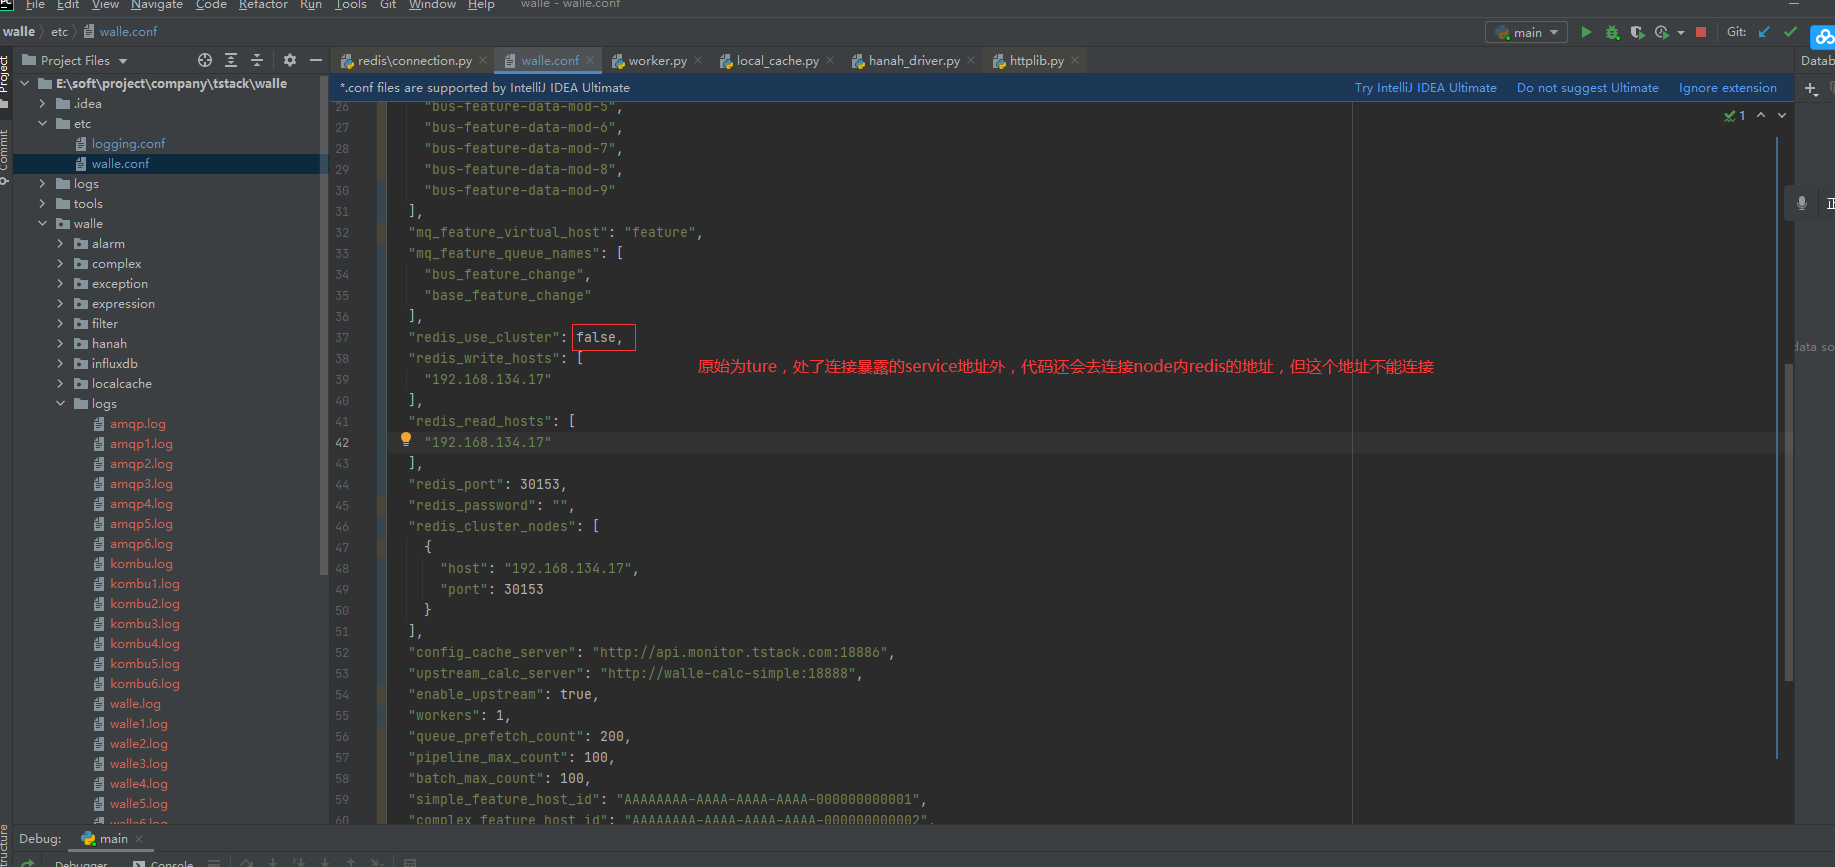 File Edit View Navigate Code Refactor Run Tools Git Window Help walle - walle.conf
walle etc walle.conf main Git:
Project Files
redis\connection.py walle.conf worker.py local_cache.py hanah_driver.py httplib.py
Project
Commit
Datab
E:\soft\project\company\tstack\walle
.idea
etc
logging.conf
walle.conf
logs
tools
walle
alarm
complex
exception
expression
filter
hanah
influxdb
localcache
logs
amqp.log
amqp1.log
amqp2.log
amqp3.log
amqp4.log
amqp5.log
amqp6.log
kombu.log
kombu1.log
kombu2.log
kombu3.log
kombu4.log
kombu5.log
kombu6.log
walle.log
walle1.log
walle2.log
walle3.log
walle4.log
walle5.log
walle6.log
*.conf files are supported by IntelliJ IDEA Ultimate Try IntelliJ IDEA Ultimate Do not suggest Ultimate Ignore extension
1
26 "bus-feature-data-mod-5",
27 "bus-feature-data-mod-6",
28 "bus-feature-data-mod-7",
29 "bus-feature-data-mod-8",
30 "bus-feature-data-mod-9"
31 ],
32 "mq_feature_virtual_host": "feature",
33 "mq_feature_queue_names": [
34 "bus_feature_change",
35 "base_feature_change"
36 ],
37 "redis_use_cluster": false,
38 "redis_write_hosts": [
原始为ture，处了连接暴露的service地址外，代码还会去连接node内redis的地址，但这个地址不能连接
39 "192.168.134.17"
40 ],
41 "redis_read_hosts": [
42 "192.168.134.17"
43 ],
44 "redis_port": 30153,
45 "redis_password": "",
46 "redis_cluster_nodes": [
47 {
48 "host": "192.168.134.17",
49 "port": 30153
50 }
51 ],
52 "config_cache_server": "http://api.monitor.tstack.com:18886",
53 "upstream_calc_server": "http://walle-calc-simple:18888",
54 "enable_upstream": true,
55 "workers": 1,
56 "queue_prefetch_count": 200,
57 "pipeline_max_count": 100,
58 "batch_max_count": 100,
59 "simple_feature_host_id": "AAAAAAAA-AAAA-AAAA-AAAA-000000000001",
60 "complex_feature_host_id": "AAAAAAAA-AAAA-AAAA-AAAA-000000000002",
data so
正
ructure
Debug: main
Debugger Console